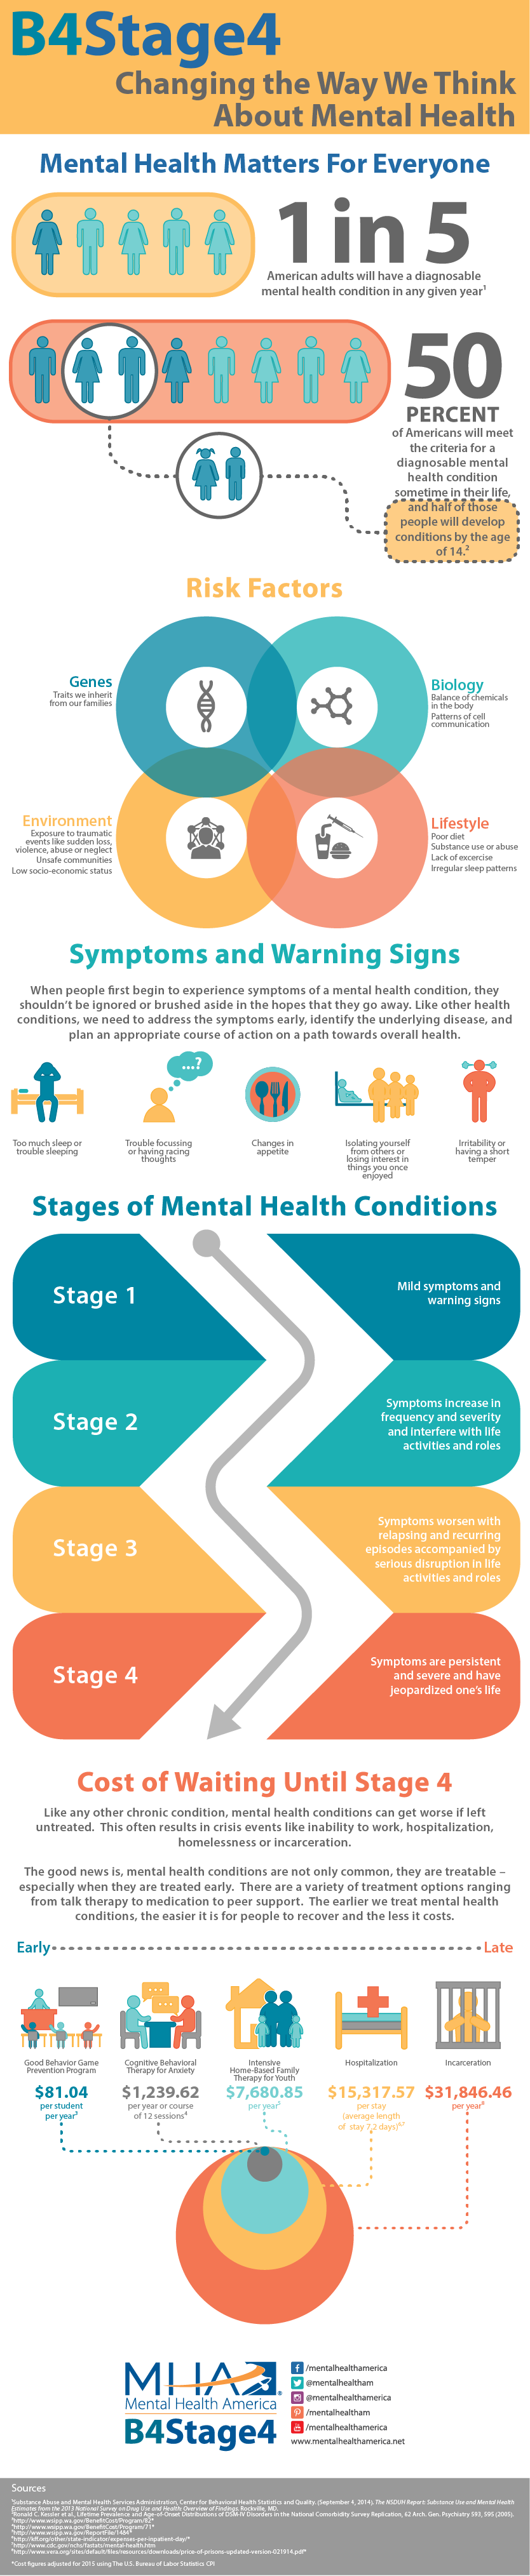 B4Stage4
Changing the Way We Think
About Mental Health
Mental Health Matters For Everyone
1 in 5
American adults will have a diagnosable
mental health condition in any given year1
50
PERCENT
of Americans will meet
the criteria for a
diagnosable mental
health condition
sometime in their life,
and half of those
people will develop
conditions by the age
of 14.2
Risk Factors
Genes
Traits we inherit
from our families
Biology
Balance of chemicals
in the body
Patterns of cell
communication
Environment
Exposure to traumatic
events like sudden loss,
violence, abuse or neglect
Unsafe communities
Low socio-economic status
Lifestyle
Poor diet
Substance use or abuse
Lack of excercise
Irregular sleep patterns
Symptoms and Warning Signs
When people first begin to experience symptoms of a mental health condition, they
shouldn't be ignored or brushed aside in the hopes that they go away. Like other health
conditions, we need to address the symptoms early, identify the underlying disease, and
plan an appropriate course of action on a path towards overall health.
...?
Too much sleep or
trouble sleeping
Trouble focussing
or having racing
thoughts
Changes in
appetite
Isolating yourself
from others or
losing interest in
things you once
enjoyed
Irritability or
having a short
temper
Stages of Mental Health Conditions
Stage 1
Mild symptoms and
warning signs
Stage 2
Symptoms increase in
frequency and severity
and interfere with life
activities and roles
Stage 3
Symptoms worsen with
relapsing and recurring
episodes accompanied by
serious disruption in life
activities and roles
Stage 4
Symptoms are persistent
and severe and have
jeopardized one's life
Cost of Waiting Until Stage 4
Like any other chronic condition, mental health conditions can get worse if left
untreated. This often results in crisis events like inability to work, hospitalization,
homelessness or incarceration.
The good news is, mental health conditions are not only common, they are treatable –
especially when they are treated early. There are a variety of treatment options ranging
from talk therapy to medication to peer support. The earlier we treat mental health
conditions, the easier it is for people to recover and the less it costs.
Early
Late
Good Behavior Game
Prevention Program
$81.04
per student
per year3
Cognitive Behavioral
Therapy for Anxiety
$1,239.62
per year or course
of 12 sessions4
Intensive
Home-Based Family
Therapy for Youth
$7,680.85
per year5
Hospitalization
$15,317.57
per stay
(average length
of stay 7.2 days)6,7
Incarceration
$31,846.46
per year8
MHA®
Mental Health America
B4Stage4
/mentalhealthamerica
@mentalhealtham
@mentalhealthamerica
/mentalhealtham
/mentalhealthamerica
www.mentalhealthamerica.net
Sources
1Substance Abuse and Mental Health Services Administration, Center for Behavioral Health Statistics and Quality. (September 4, 2014). The NSDUH Report: Substance Use and Mental Health
Estimates from the 2013 National Survey on Drug Use and Health: Overview of Findings. Rockville, MD.
2Ronald C. Kessler et al., Lifetime Prevalence and Age-of-Onset Distributions of DSM-IV Disorders in the National Comorbidity Survey Replication, 62 Arch. Gen. Psychiatry 593, 595 (2005).
3http://www.wsipp.wa.gov/BenefitCost/Program/82*
4http://www.wsipp.wa.gov/BenefitCost/Program/71*
5http://www.wsipp.wa.gov/ReportFile/1464*
6http://kff.org/other/state-indicator/expenses-per-inpatient-day/*
7http://www.cdc.gov/nchs/fastats/mental-health.htm
8http://www.vera.org/sites/default/files/resources/downloads/price-of-prisons-updated-version-021914.pdf*
*Cost figures adjusted for 2015 using The U.S. Bureau of Labor Statistics CPI